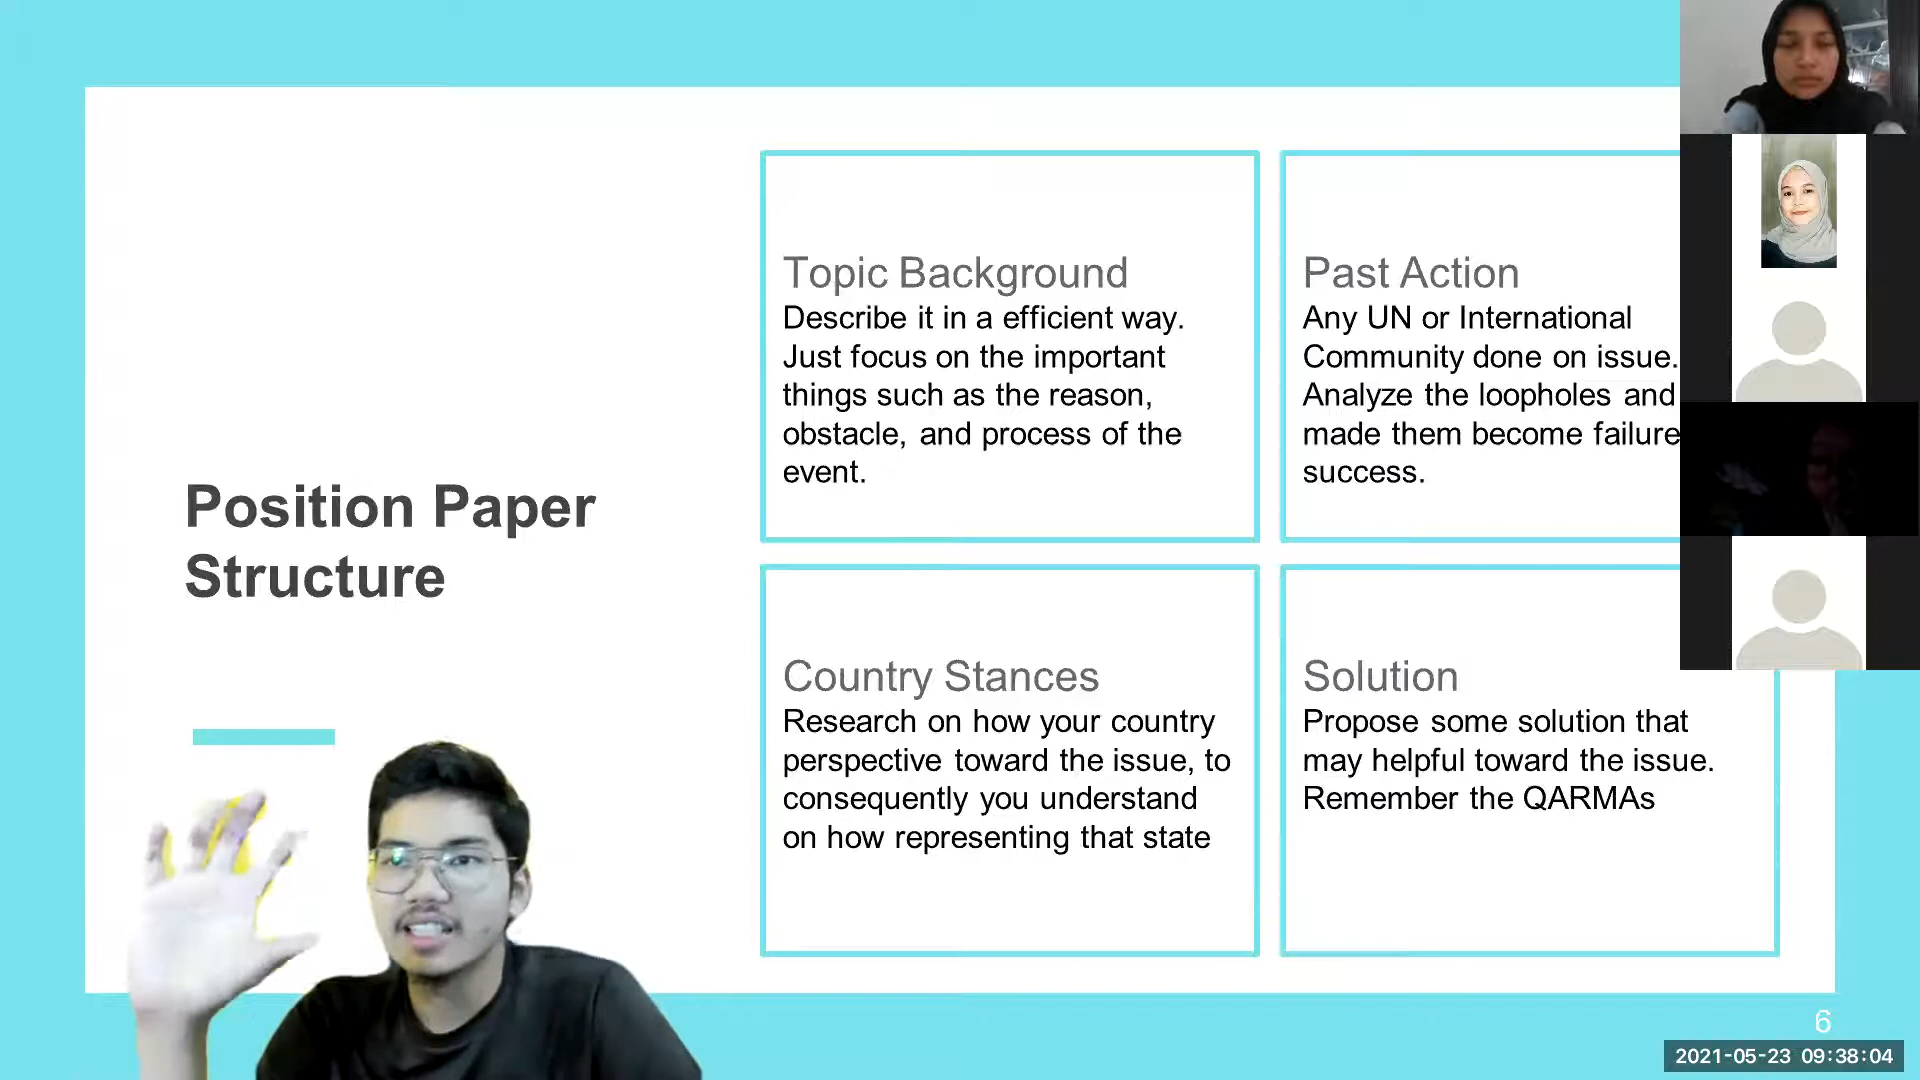 Position Paper
Structure
Topic Background
Describe it in a efficient way.
Just focus on the important
things such as the reason,
obstacle, and process of the
event.
Past Action
Any UN or International
Community done on issue.
Analyze the loopholes and
made them become failure
success.
Country Stances
Research on how your country
perspective toward the issue, to
consequently you understand
on how representing that state
Solution
Propose some solution that
may helpful toward the issue.
Remember the QARMAs
6
2021-05-23 09:38:04